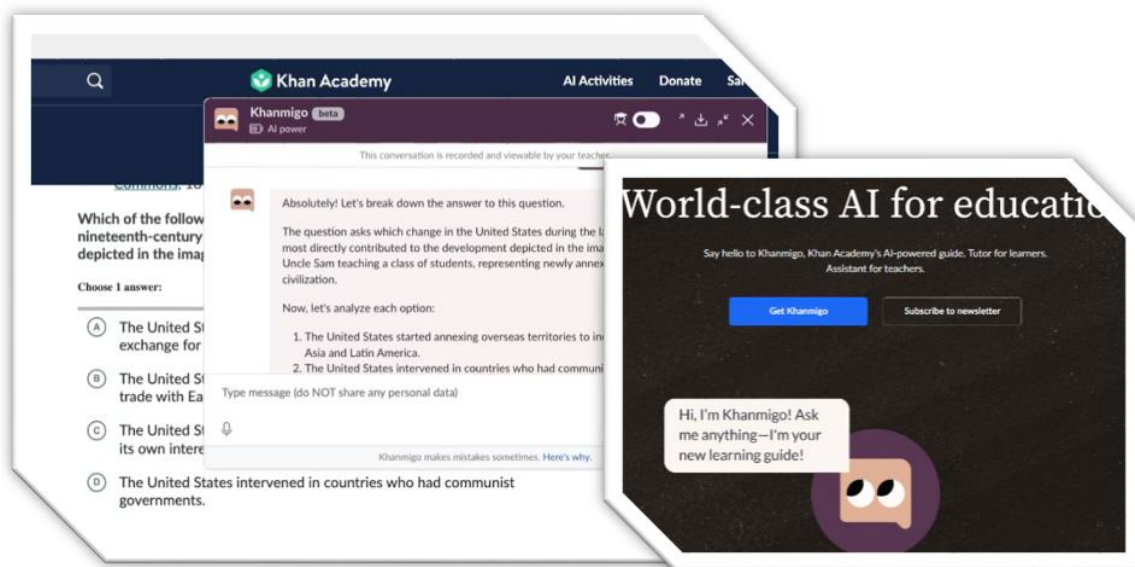 Khan Academy
AI Activities Donate
Khanmigo beta
AI power
This conversation is recorded and viewable by your teacher.
Commons.
Absolutely! Let's break down the answer to this question.
Which of the follow
nineteenth-century
depicted in the imag
The question asks which change in the United States during the
most directly contributed to the development depicted in the ima
Uncle Sam teaching a class of students, representing newly annex
civilization.
Choose 1 answer:
Now, let's analyze each option:
A The United St
exchange for
1. The United States started annexing overseas territories to in
Asia and Latin America.
2. The United States intervened in countries who had communi
B The United St
trade with Ea
Type message (do NOT share any personal data)
C The United St
its own intere
Khanmigo makes mistakes sometimes. Here's why.
D The United States intervened in countries who had communist
governments.
World-class AI for educatio
Say hello to Khanmigo, Khan Academy's AI-powered guide. Tutor for learners.
Assistant for teachers.
Get Khanmigo
Subscribe to newsletter
Hi, I'm Khanmigo! Ask
me anything—I'm your
new learning guide!